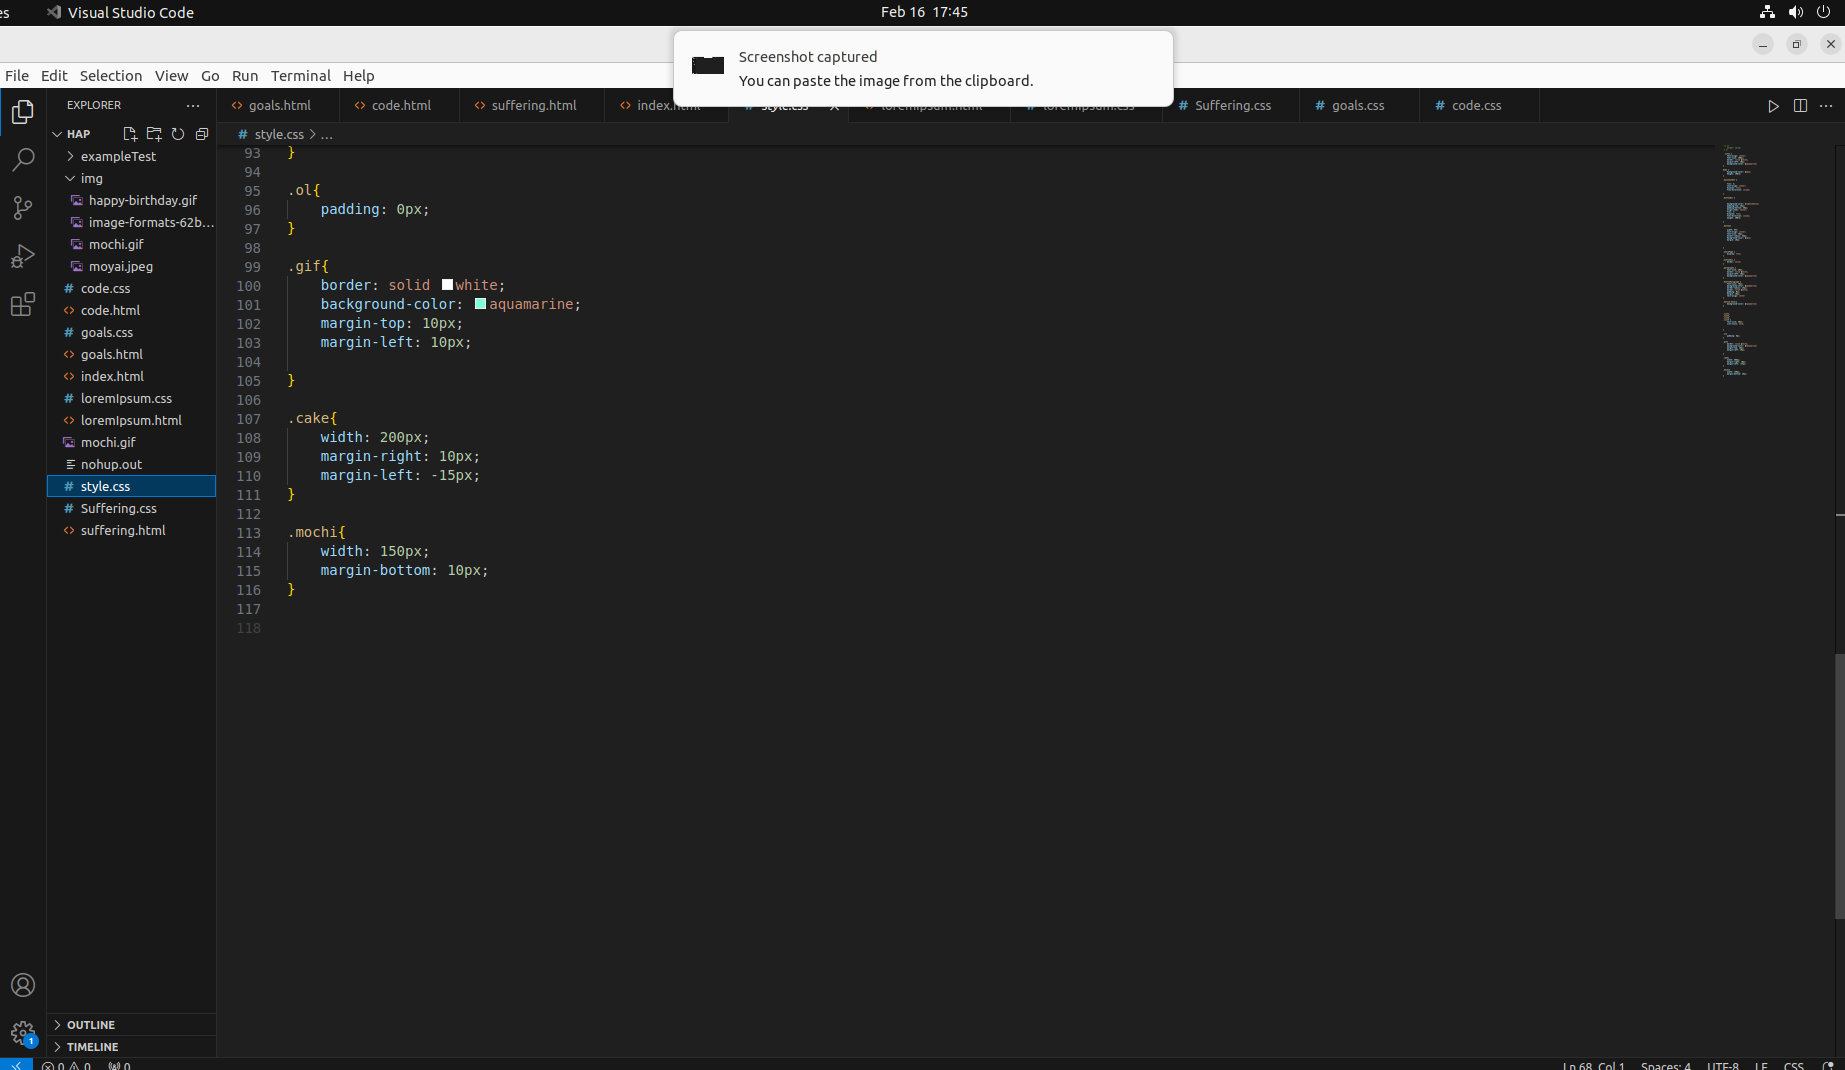 es Visual Studio Code Feb 16 17:45
Screenshot captured
You can paste the image from the clipboard.
File Edit Selection View Go Run Terminal Help
EXPLORER ...
goals.html code.html suffering.html index.html style.css loremIpsum.html loremIpsum.css Suffering.css goals.css code.css
HAP
style.css > ...
exampleTest
img
happy-birthday.gif
image-formats-62b...
mochi.gif
moyai.jpeg
code.css
code.html
goals.css
goals.html
index.html
loremIpsum.css
loremIpsum.html
mochi.gif
nohup.out
style.css
Suffering.css
suffering.html
OUTLINE
TIMELINE
93 }
94
95 .ol{
96 padding: 0px;
97 }
98
99 .gif{
100 border: solid white;
101 background-color: aquamarine;
102 margin-top: 10px;
103 margin-left: 10px;
104
105 }
106
107 .cake{
108 width: 200px;
109 margin-right: 10px;
110 margin-left: -15px;
111 }
112
113 .mochi{
114 width: 150px;
115 margin-bottom: 10px;
116 }
117
118
1
0 0 0 Ln 68, Col 1 Spaces: 4 UTF-8 LF CSS